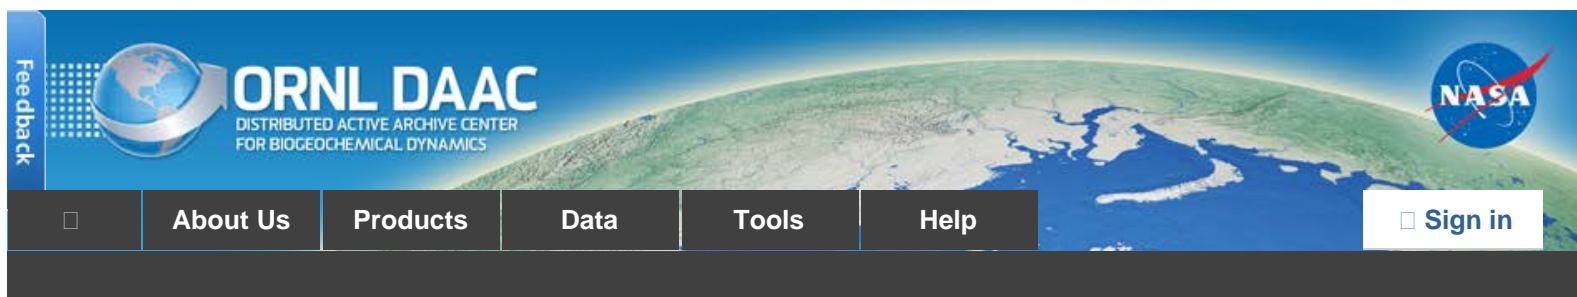 Feedback
ORNL DAAC
DISTRIBUTED ACTIVE ARCHIVE CENTER
FOR BIOGEOCHEMICAL DYNAMICS
NASA
About Us Products Data Tools Help Sign in